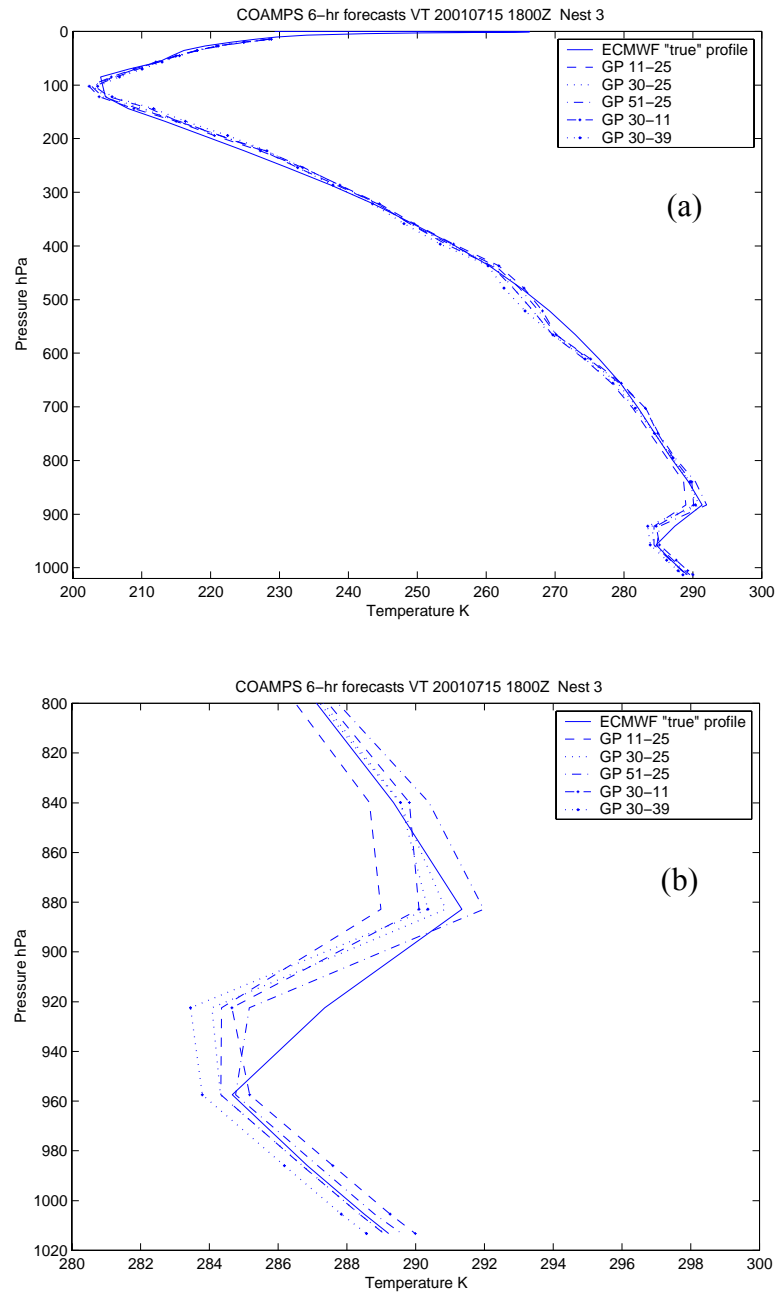 COAMPS 6−hr forecasts VT 20010715 1800Z Nest 3
0
100
200
300
400
500
600
700
800
900
1000
Pressure hPa
ECMWF "true" profile
GP 11−25
GP 30−25
GP 51−25
GP 30−11
GP 30−39
(a)
200 210 220 230 240 250 260 270 280 290 300
Temperature K
COAMPS 6−hr forecasts VT 20010715 1800Z Nest 3
800
820
840
860
880
900
920
940
960
980
1000
1020
Pressure hPa
ECMWF "true" profile
GP 11−25
GP 30−25
GP 51−25
GP 30−11
GP 30−39
(b)
280 282 284 286 288 290 292 294 296 298 300
Temperature K